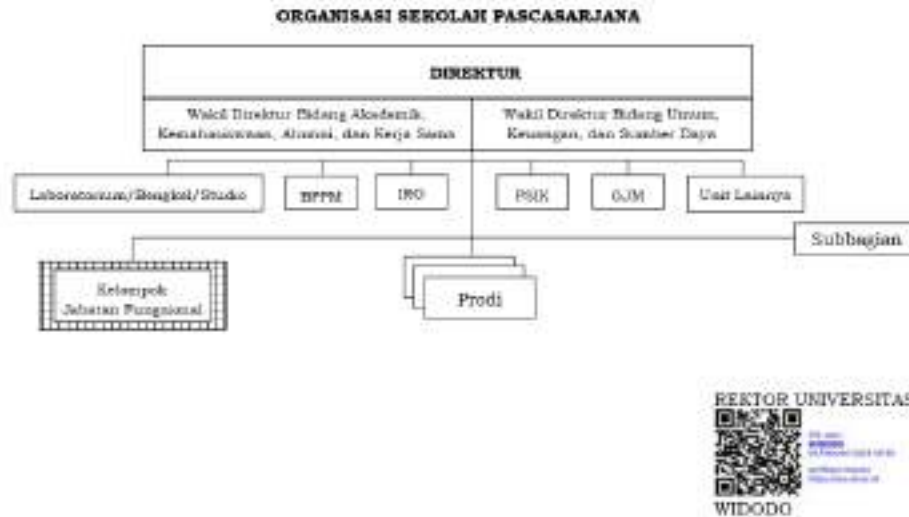 ORGANISASI SEKOLAH PASCASARJANA
DIREKTUR
Wakil Direktur Bidang Akademik,
Kemahasiswaan, Alumni, dan Kerja Sama
Wakil Direktur Bidang Umum,
Keuangan, dan Sumber Daya
Laboratorium/Bengkel/Studio
BPPM
IRO
PSIK
GJM
Unit Lainnya
Subbagian
Kelompok
Jabatan Fungsional
Prodi
REKTOR UNIVERSITAS
WIDODO